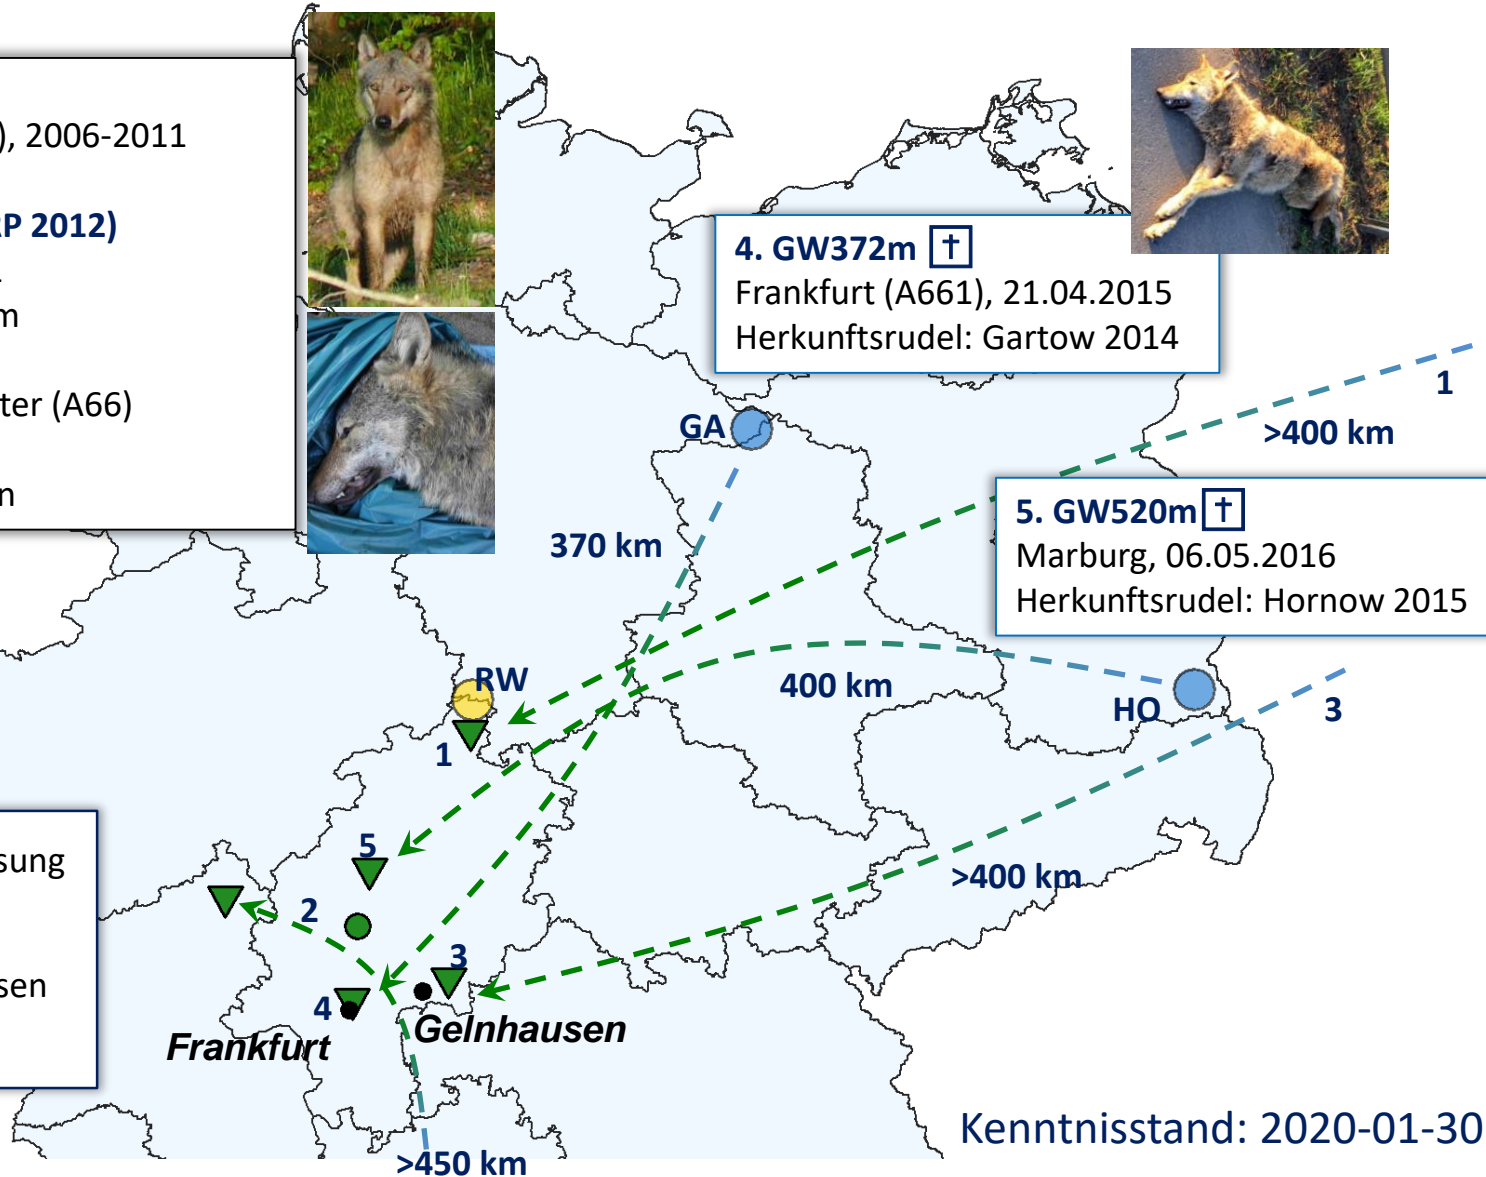 ), 2006-2011
P 2012)
m
ter (A66)
n
4. GW372m †
Frankfurt (A661), 21.04.2015
Herkunftsrudel: Gartow 2014
1
>400 km
GA
370 km
5. GW520m †
Marburg, 06.05.2016
Herkunftsrudel: Hornow 2015
RW
400 km
HO
3
1
5
sung
>400 km
2
3
sen
4
Gelnhausen
Frankfurt
Kenntnisstand: 2020-01-30
>450 km